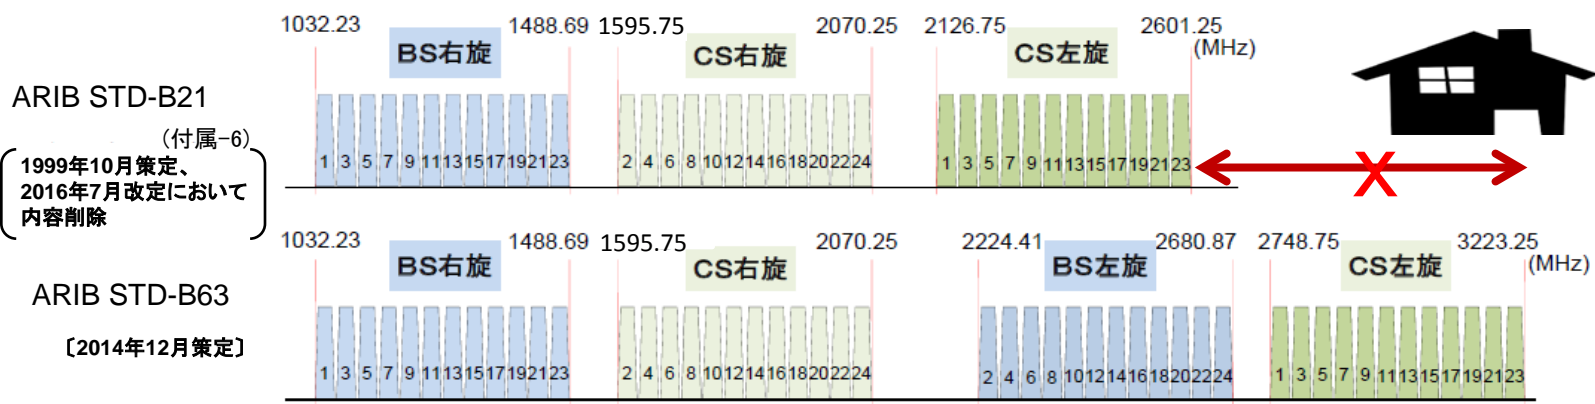 1032.23 1488.69 1595.75 2070.25 2126.75 2601.25
(MHz)
BS右旋 CS右旋 CS左旋
ARIB STD-B21
(付属-6)
1999年10月策定、
2016年7月改定において
内容削除
1 3 5 7 9 11 13 15 17 19 21 23 2 4 6 8 10 12 14 16 18 20 22 24 1 3 5 7 9 11 13 15 17 19 21 23
X
1032.23 1488.69 1595.75 2070.25 2224.41 2680.87 2748.75 3223.25
(MHz)
BS右旋 CS右旋 BS左旋 CS左旋
ARIB STD-B63
〔2014年12月策定〕
1 3 5 7 9 11 13 15 17 19 21 23 2 4 6 8 10 12 14 16 18 20 22 24 2 4 6 8 10 12 14 16 18 20 22 24 1 3 5 7 9 11 13 15 17 19 21 23